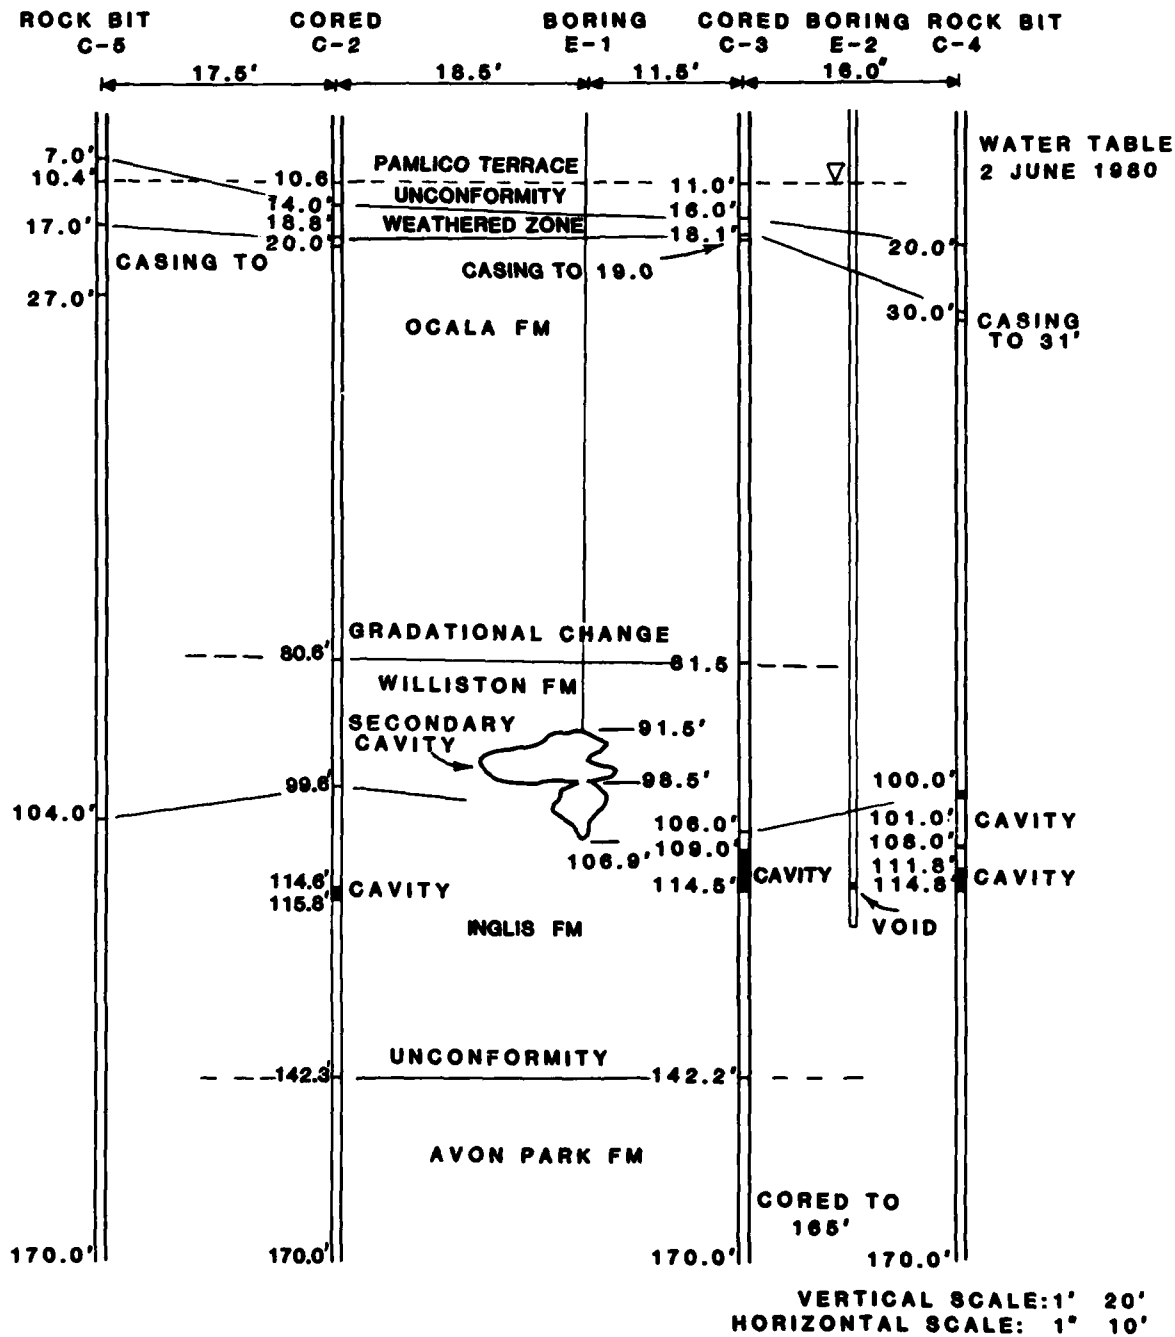 ROCK BIT CORED BORING CORED BORING ROCK BIT
C-5 C-2 E-1 C-3 E-2 C-4
17.5' 18.5' 11.5' 16.0"
7.0'
10.4'
17.0'
27.0'
104.0'
170.0'
10.6
14.0'
18.8'
20.0'
CASING TO
80.6'
99.6'
114.6'
115.8'
142.3'
170.0'
PAMLICO TERRACE
UNCONFORMITY
WEATHERED ZONE
CASING TO 19.0
OCALA FM
GRADATIONAL CHANGE
WILLISTON FM
SECONDARY
CAVITY
91.5'
98.5'
106.9'
CAVITY
INGLIS FM
UNCONFORMITY
AVON PARK FM
11.0'
16.0'
18.1'
81.5
106.0'
109.0'
114.5'
CAVITY
142.2'
170.0'
CORED TO
165'
VOID
WATER TABLE
2 JUNE 1980
20.0'
30.0'
CASING
TO 31'
100.0'
101.0'
CAVITY
108.0'
111.8'
114.8'
CAVITY
170.0'
VERTICAL SCALE:1' 20'
HORIZONTAL SCALE: 1" 10'